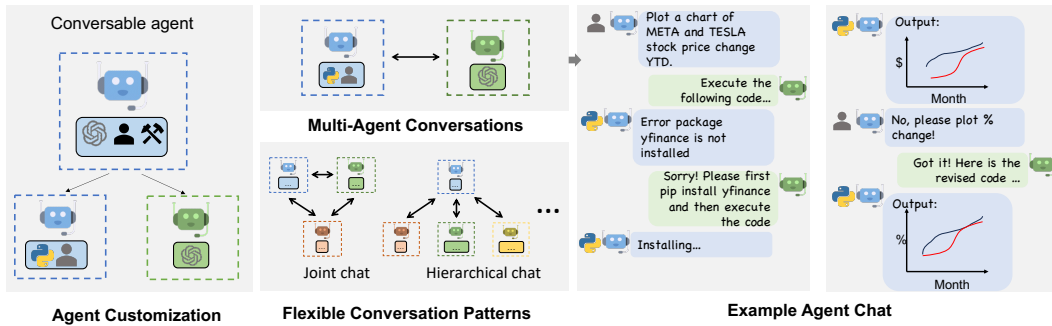 Conversable agent
Agent Customization
Multi-Agent Conversations
...
...
...
...
...
...
...
...
Joint chat
Hierarchical chat
Flexible Conversation Patterns
Plot a chart of
META and TESLA
stock price change
YTD.
Execute the
following code...
Error package
yfinance is not
installed
Sorry! Please first
pip install yfinance
and then execute
the code
Installing...
Output:
$
Month
No, please plot %
change!
Got it! Here is the
revised code ...
Output:
%
Month
Example Agent Chat